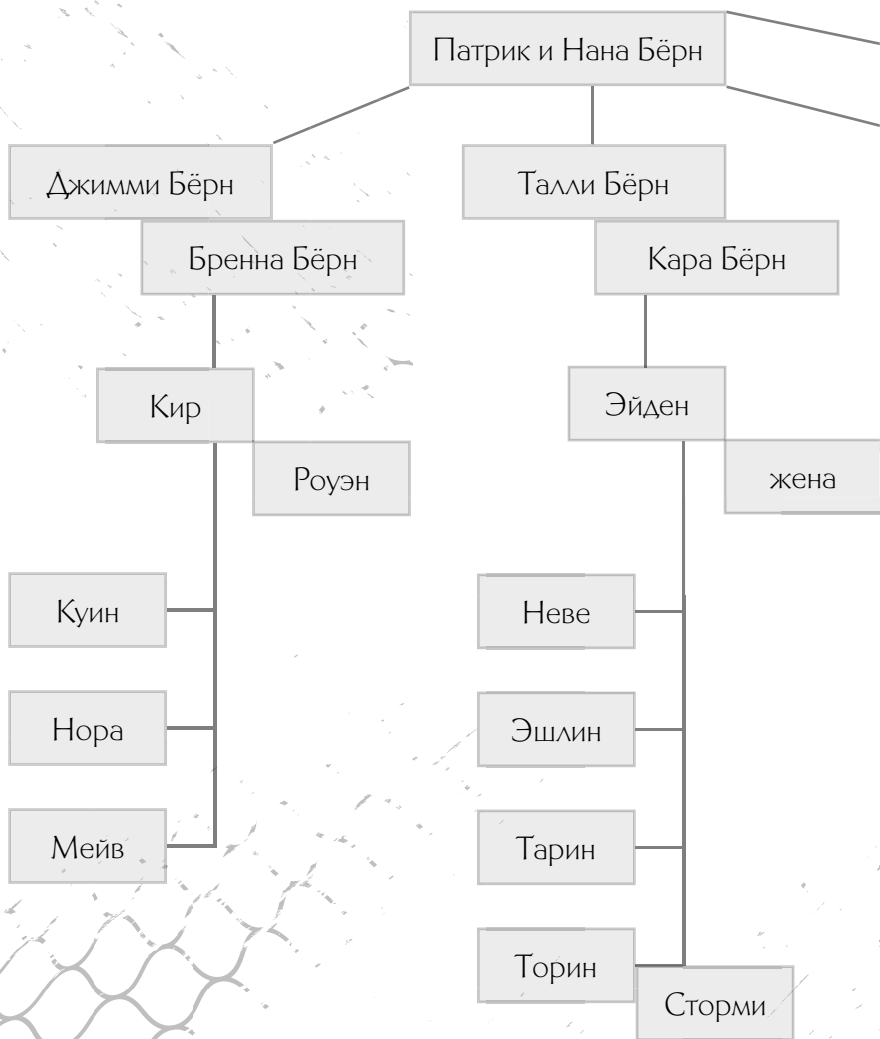 Патрик и Нана Бёрн
Джимми Бёрн
Талли Бёрн
Бренна Бёрн
Кара Бёрн
Кир
Эйден
Роуэн
жена
Куин
Неве
Нора
Эшлин
Мейв
Тарин
Торин
Сторми